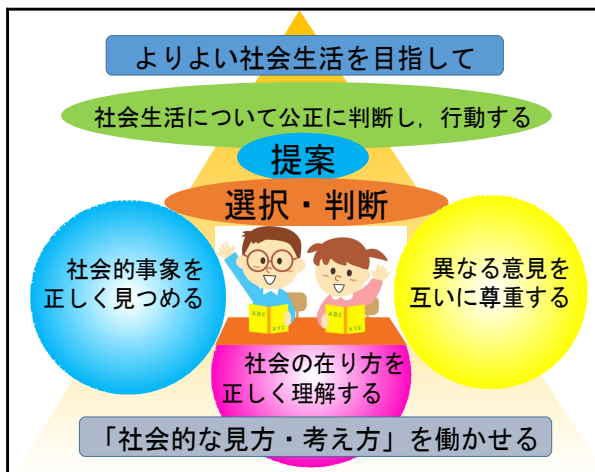 よりよい社会生活を目指して
社会生活について公正に判断し，行動する
提案
選択・判断
社会的事象を
正しく見つめる
異なる意見を
互いに尊重する
ABC
XYZ
ABC
XYZ
社会の在り方を
正しく理解する
「社会的な見方・考え方」を働かせる